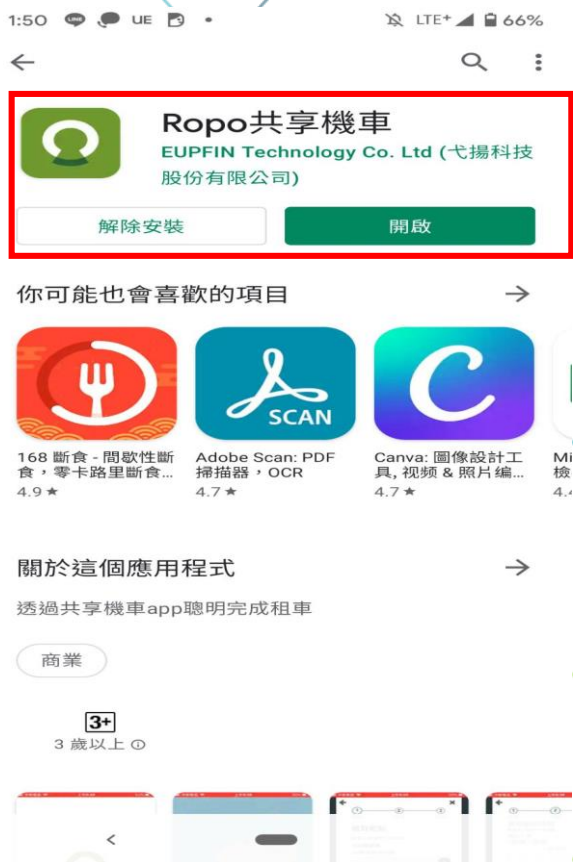 1:50 LINE UE LTE+ 66%
Ropo共享機車
EUPFIN Technology Co. Ltd (弋揚科技
股份有限公司)
解除安裝 開啟
你可能也會喜歡的項目
SCAN
168 斷食 - 間歇性斷 Adobe Scan: PDF Canva: 圖像設計工 Mi
食，零卡路里斷食... 掃描器，OCR 具, 视频 & 照片编... 檢
4.9★ 4.7★ 4.7★ 4.4
關於這個應用程式
透過共享機車app聰明完成租車
商業
3+
3 歲以上